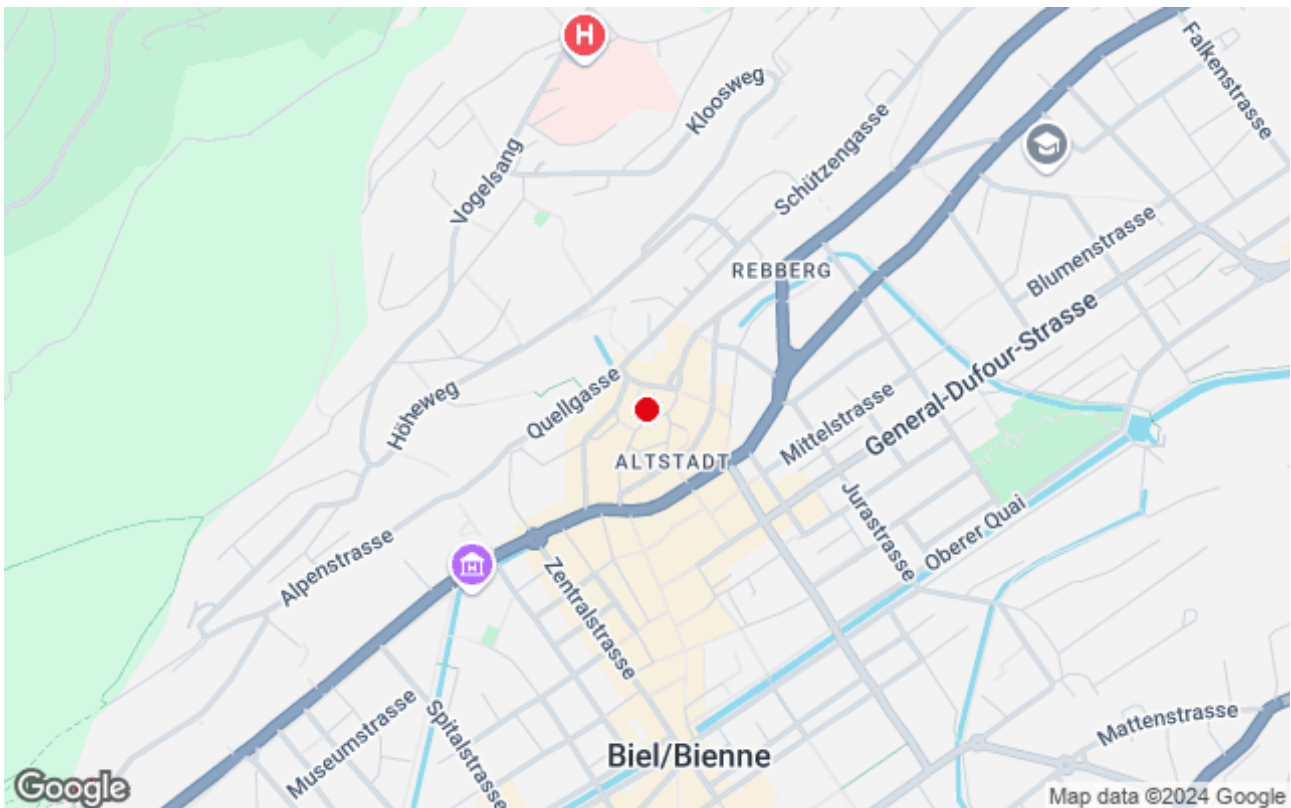 H
Falkenstrasse
Kloosweg
Schützengasse
Vogelsang
Blumenstrasse
REBBERG
General-Dufour-Strasse
Höheweg
Quellgasse
Mittelstrasse
ALTSTADT
Jurastrasse
Oberer Quai
Alpenstrasse
Zentralstrasse
Museumstrasse
Spitalstrasse
Mattenstrasse
Biel/Bienne
Google
Map data ©2024 Google